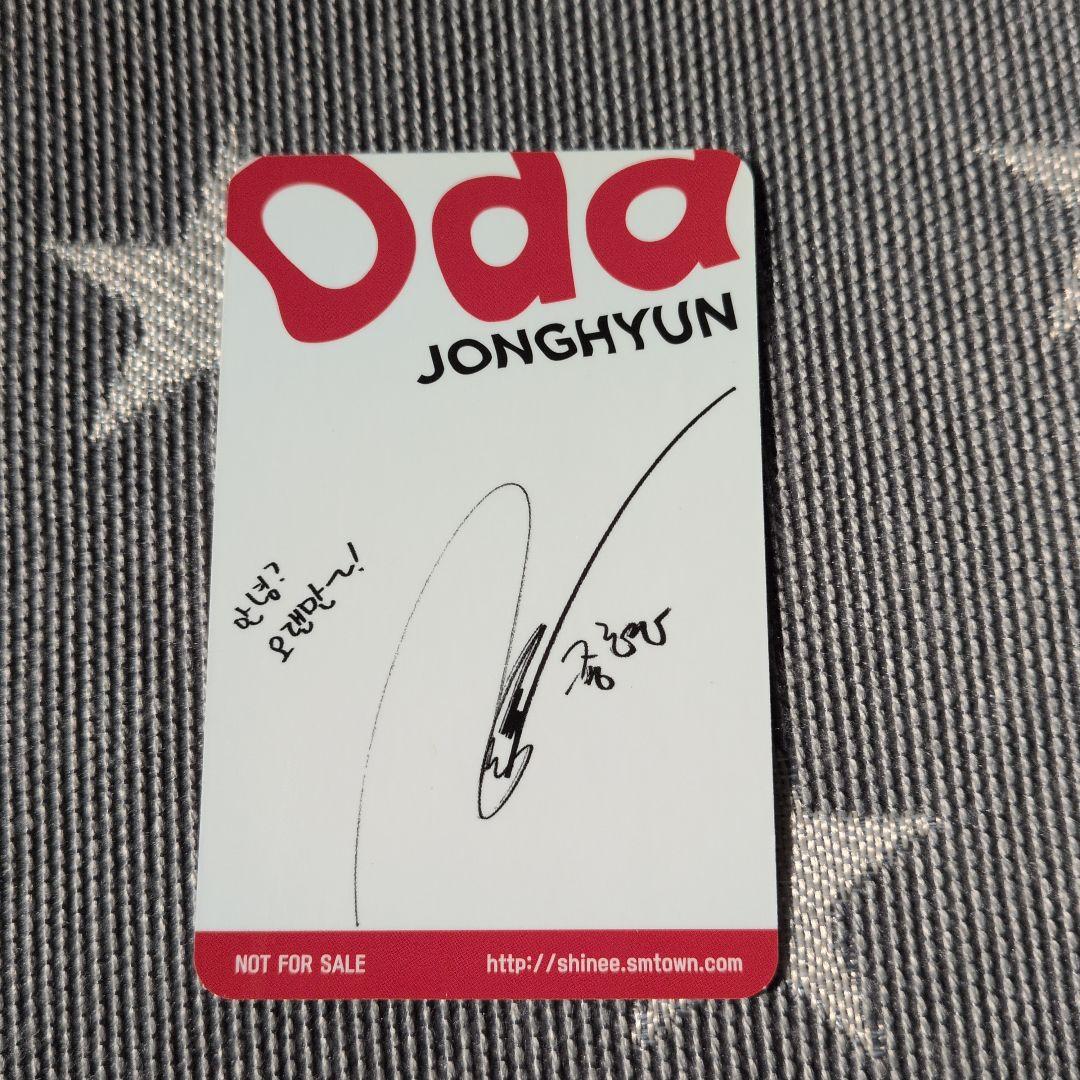 Odd
JONGHYUN
안녕?
오랜만~!
종현
NOT FOR SALE
http://shinee.smtown.com